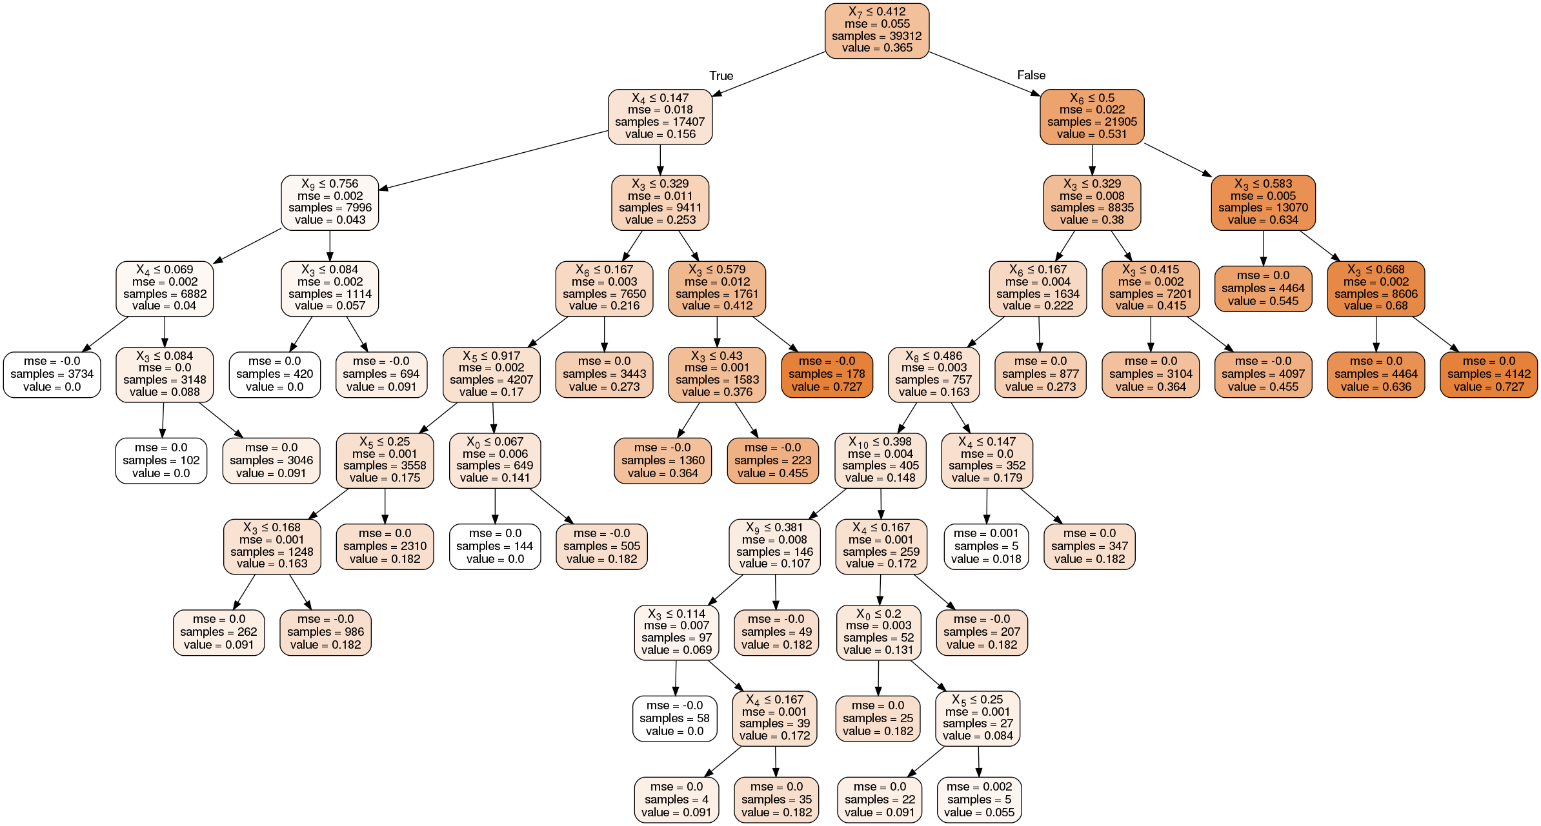 X7 ≤ 0.412
mse = 0.055
samples = 39312
value = 0.365
True
False
X4 ≤ 0.147
mse = 0.018
samples = 17407
value = 0.156
X6 ≤ 0.5
mse = 0.022
samples = 21905
value = 0.531
X9 ≤ 0.756
mse = 0.002
samples = 7996
value = 0.043
X3 ≤ 0.329
mse = 0.011
samples = 9411
value = 0.253
X3 ≤ 0.329
mse = 0.008
samples = 8835
value = 0.38
X3 ≤ 0.583
mse = 0.005
samples = 13070
value = 0.634
X4 ≤ 0.069
mse = 0.002
samples = 6882
value = 0.04
X3 ≤ 0.084
mse = 0.002
samples = 1114
value = 0.057
X6 ≤ 0.167
mse = 0.003
samples = 7650
value = 0.216
X3 ≤ 0.579
mse = 0.012
samples = 1761
value = 0.412
X6 ≤ 0.167
mse = 0.004
samples = 1634
value = 0.222
X3 ≤ 0.415
mse = 0.002
samples = 7201
value = 0.415
mse = 0.0
samples = 4464
value = 0.545
X3 ≤ 0.668
mse = 0.002
samples = 8606
value = 0.68
mse = -0.0
samples = 3734
value = 0.0
X3 ≤ 0.084
mse = 0.0
samples = 3148
value = 0.088
mse = 0.0
samples = 420
value = 0.0
mse = -0.0
samples = 694
value = 0.091
X5 ≤ 0.917
mse = 0.002
samples = 4207
value = 0.17
mse = 0.0
samples = 3443
value = 0.273
X3 ≤ 0.43
mse = 0.001
samples = 1583
value = 0.376
mse = -0.0
samples = 178
value = 0.727
X8 ≤ 0.486
mse = 0.003
samples = 757
value = 0.163
mse = 0.0
samples = 877
value = 0.273
mse = 0.0
samples = 3104
value = 0.364
mse = -0.0
samples = 4097
value = 0.455
mse = 0.0
samples = 4464
value = 0.636
mse = 0.0
samples = 4142
value = 0.727
mse = 0.0
samples = 102
value = 0.0
mse = 0.0
samples = 3046
value = 0.091
X5 ≤ 0.25
mse = 0.001
samples = 3558
value = 0.175
X0 ≤ 0.067
mse = 0.006
samples = 649
value = 0.141
mse = -0.0
samples = 1360
value = 0.364
mse = -0.0
samples = 223
value = 0.455
X10 ≤ 0.398
mse = 0.004
samples = 405
value = 0.148
X4 ≤ 0.147
mse = 0.0
samples = 352
value = 0.179
X3 ≤ 0.168
mse = 0.001
samples = 1248
value = 0.163
mse = 0.0
samples = 2310
value = 0.182
mse = 0.0
samples = 144
value = 0.0
mse = -0.0
samples = 505
value = 0.182
X9 ≤ 0.381
mse = 0.008
samples = 146
value = 0.107
X4 ≤ 0.167
mse = 0.001
samples = 259
value = 0.172
mse = 0.001
samples = 5
value = 0.018
mse = 0.0
samples = 347
value = 0.182
mse = 0.0
samples = 262
value = 0.091
mse = -0.0
samples = 986
value = 0.182
X3 ≤ 0.114
mse = 0.007
samples = 97
value = 0.069
mse = -0.0
samples = 49
value = 0.182
X0 ≤ 0.2
mse = 0.003
samples = 52
value = 0.131
mse = -0.0
samples = 207
value = 0.182
mse = -0.0
samples = 58
value = 0.0
X4 ≤ 0.167
mse = 0.001
samples = 39
value = 0.172
mse = 0.0
samples = 25
value = 0.182
X5 ≤ 0.25
mse = 0.001
samples = 27
value = 0.084
mse = 0.0
samples = 4
value = 0.091
mse = 0.0
samples = 35
value = 0.182
mse = 0.0
samples = 22
value = 0.091
mse = 0.002
samples = 5
value = 0.055